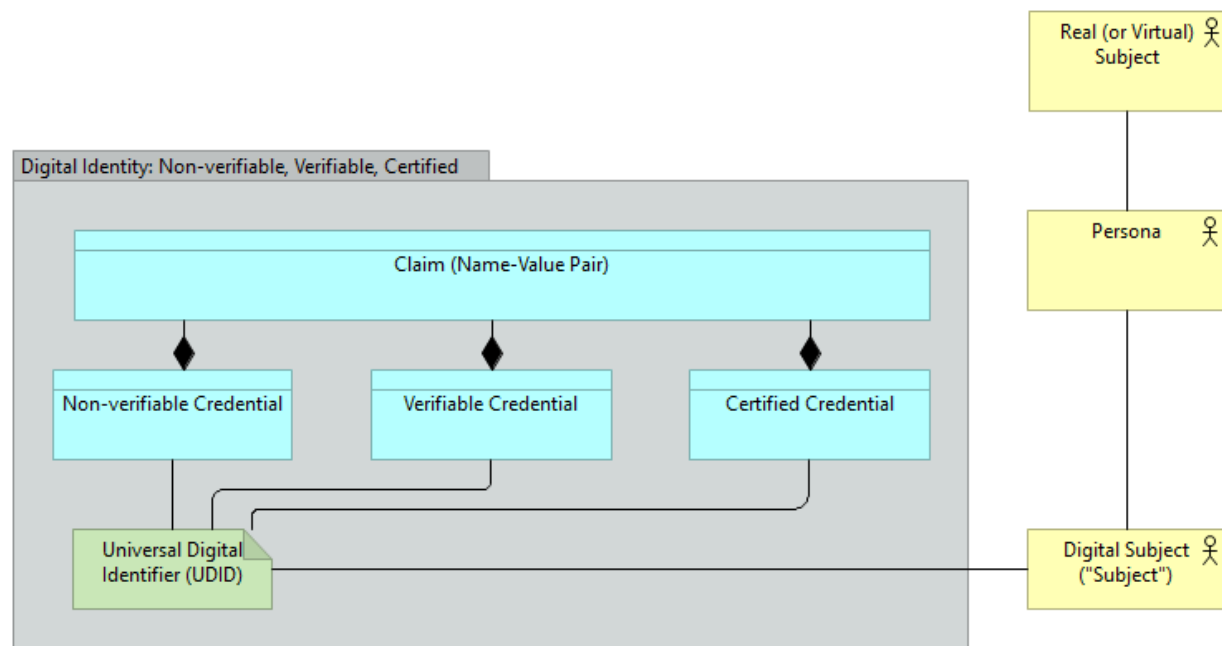 Real (or Virtual)
Subject
Digital Identity: Non-verifiable, Verifiable, Certified
Persona
Claim (Name-Value Pair)
Non-verifiable Credential
Verifiable Credential
Certified Credential
Universal Digital
Identifier (UDID)
Digital Subject
("Subject")